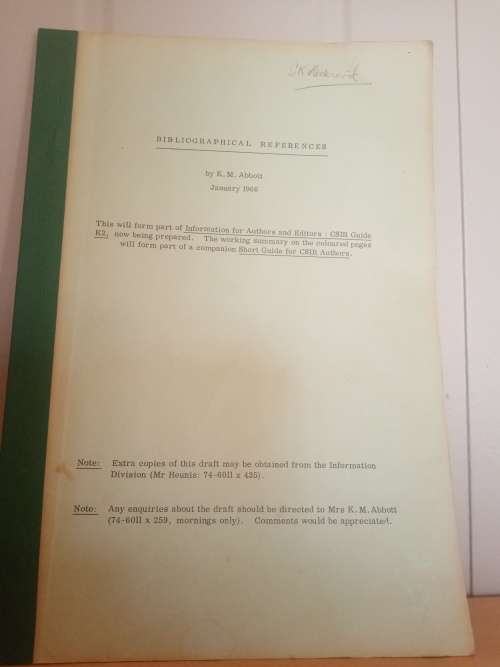 BIBLIOGRAPHICAL REFERENCES
by K. M. Abbott
January 1966
This will form part of Information for Authors and Editors : CSIR Guide
K2, now being prepared. The working summary on the coloured pages
will form part of a companion Short Guide for CSIR Authors.
Note: Extra copies of this draft may be obtained from the Information
Division (Mr Heunis: 74-6011 x 435).
Note: Any enquiries about the draft should be directed to Mrs K. M. Abbott
(74-6011 x 259, mornings only). Comments would be appreciated.